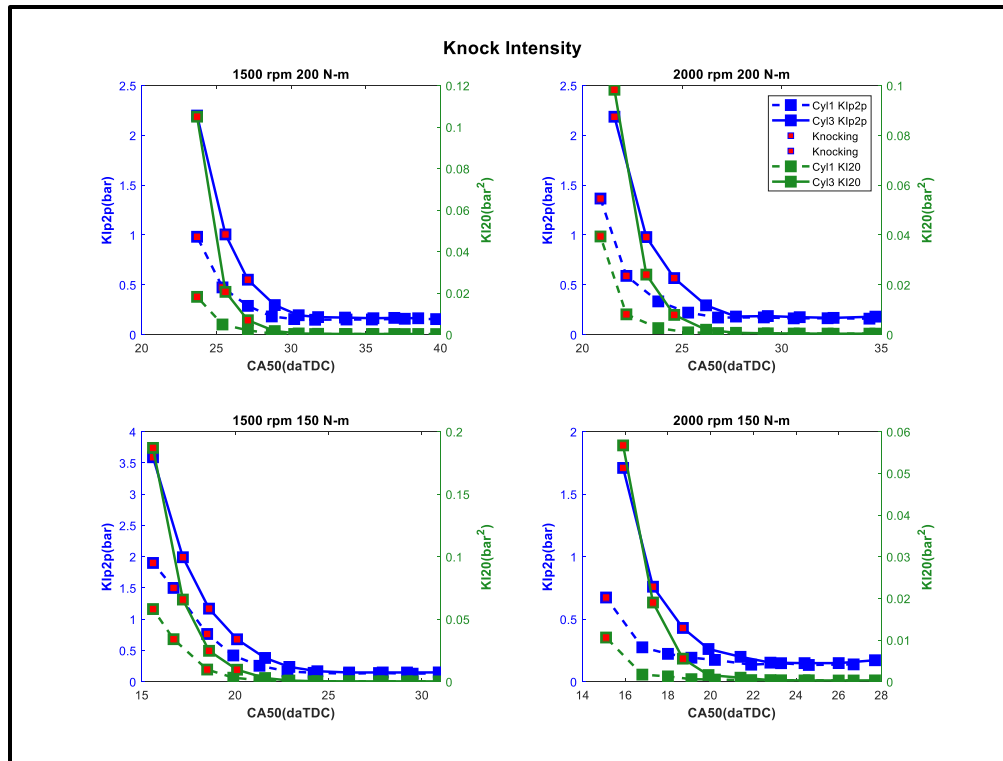 Knock Intensity
1500 rpm 200 N-m
2.5
2
1.5
1
0.5
0
KIp2p(bar)
0.12
0.1
0.08
0.06
0.04
0.02
0
KI20(bar²)
20 25 30 35 40
CA50(daTDC)
2000 rpm 200 N-m
2.5
2
1.5
1
0.5
0
KIp2p(bar)
0.1
0.08
0.06
0.04
0.02
0
KI20(bar²)
Cyl1 KIp2p
Cyl3 KIp2p
Knocking
Knocking
Cyl1 KI20
Cyl3 KI20
20 25 30 35
CA50(daTDC)
1500 rpm 150 N-m
4
3.5
3
2.5
2
1.5
1
0.5
0
KIp2p(bar)
0.2
0.15
0.1
0.05
0
KI20(bar²)
15 20 25 30
CA50(daTDC)
2000 rpm 150 N-m
2
1.5
1
0.5
0
KIp2p(bar)
0.06
0.05
0.04
0.03
0.02
0.01
0
KI20(bar²)
14 16 18 20 22 24 26 28
CA50(daTDC)